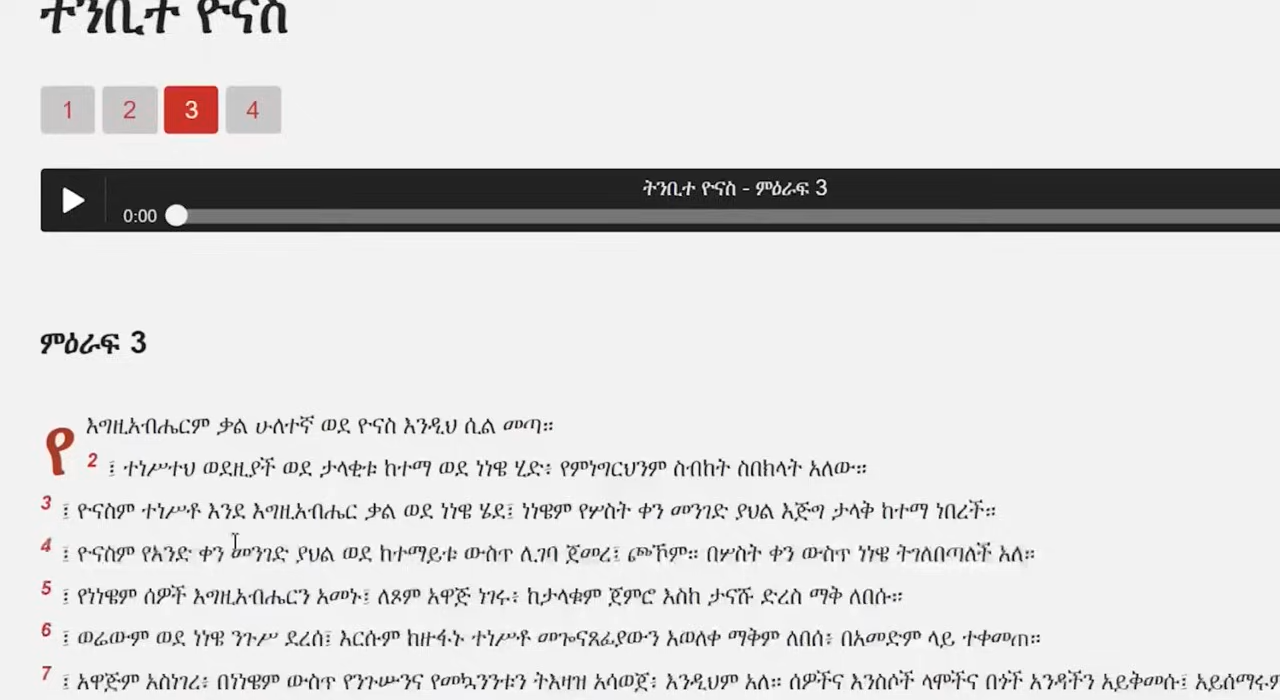 ትንቢተ ዮናስ
1 2 3 4
ትንቢተ ዮናስ - ምዕራፍ 3
0:00
ምዕራፍ 3
የእግዚአብሔርም ቃል ሁለተኛ ወደ ዮናስ እንዲህ ሲል መጣ።
2 ፤ ተነሥተህ ወደዚያች ወደ ታላቂቱ ከተማ ወደ ነነዌ ሂድ፥ የምነግርህንም ስብከት ስበክላት አለው።
3 ፤ ዮናስም ተነሥቶ እንደ እግዚአብሔር ቃል ወደ ነነዌ ሄደ፤ ነነዌም የሦስት ቀን መንገድ ያህል እጅግ ታላቅ ከተማ ነበረች።
4 ፤ ዮናስም የአንድ ቀን መንገድ ያህል ወደ ከተማይቱ ውስጥ ሊገባ ጀመረ፤ ጮኾም። በሦስት ቀን ውስጥ ነነዌ ትገለበጣለች አለ።
5 ፤ የነነዌም ሰዎች እግዚአብሔርን አመኑ፤ ለጾም አዋጅ ነገሩ፥ ከታላቁም ጀምሮ እስከ ታናሹ ድረስ ማቅ ለበሱ።
6 ፤ ወሬውም ወደ ነነዌ ንጉሥ ደረሰ፤ እርሱም ከዙፋኑ ተነሥቶ መጐናጸፊያውን አወለቀ ማቅም ለበሰ፥ በአመድም ላይ ተቀመጠ።
7 ፤ አዋጅም አስነገረ፥ በነነዌም ውስጥ የንጉሡንና የመኳንንቱን ትእዛዝ አሳወጀ፥ እንዲህም አለ። ሰዎችና እንስሶች ላሞችና በጎች አንዳችን አይቅመሱ፤ አይሰማሩ